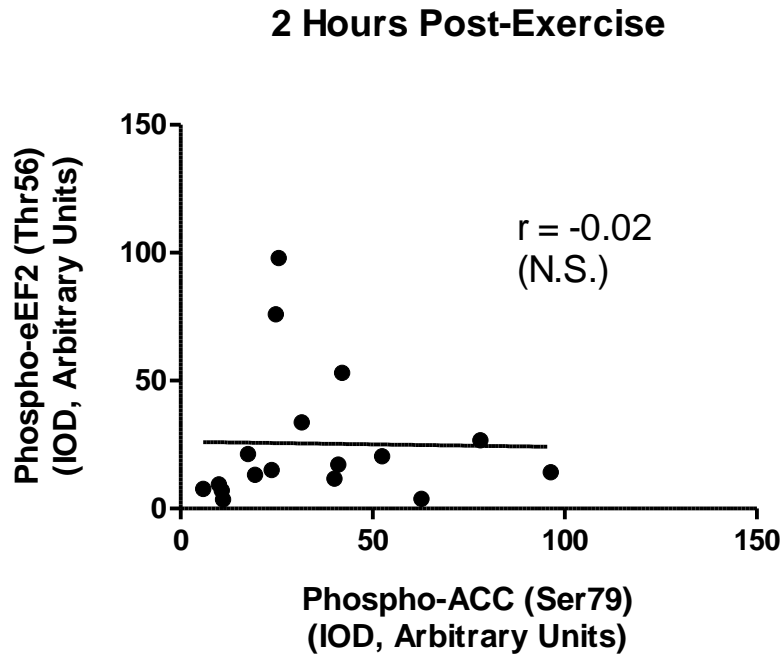 2 Hours Post-Exercise
150
100
50
0
Phospho-eEF2 (Thr56)
(IOD, Arbitrary Units)
r = -0.02
(N.S.)
0
50
100
150
Phospho-ACC (Ser79)
(IOD, Arbitrary Units)